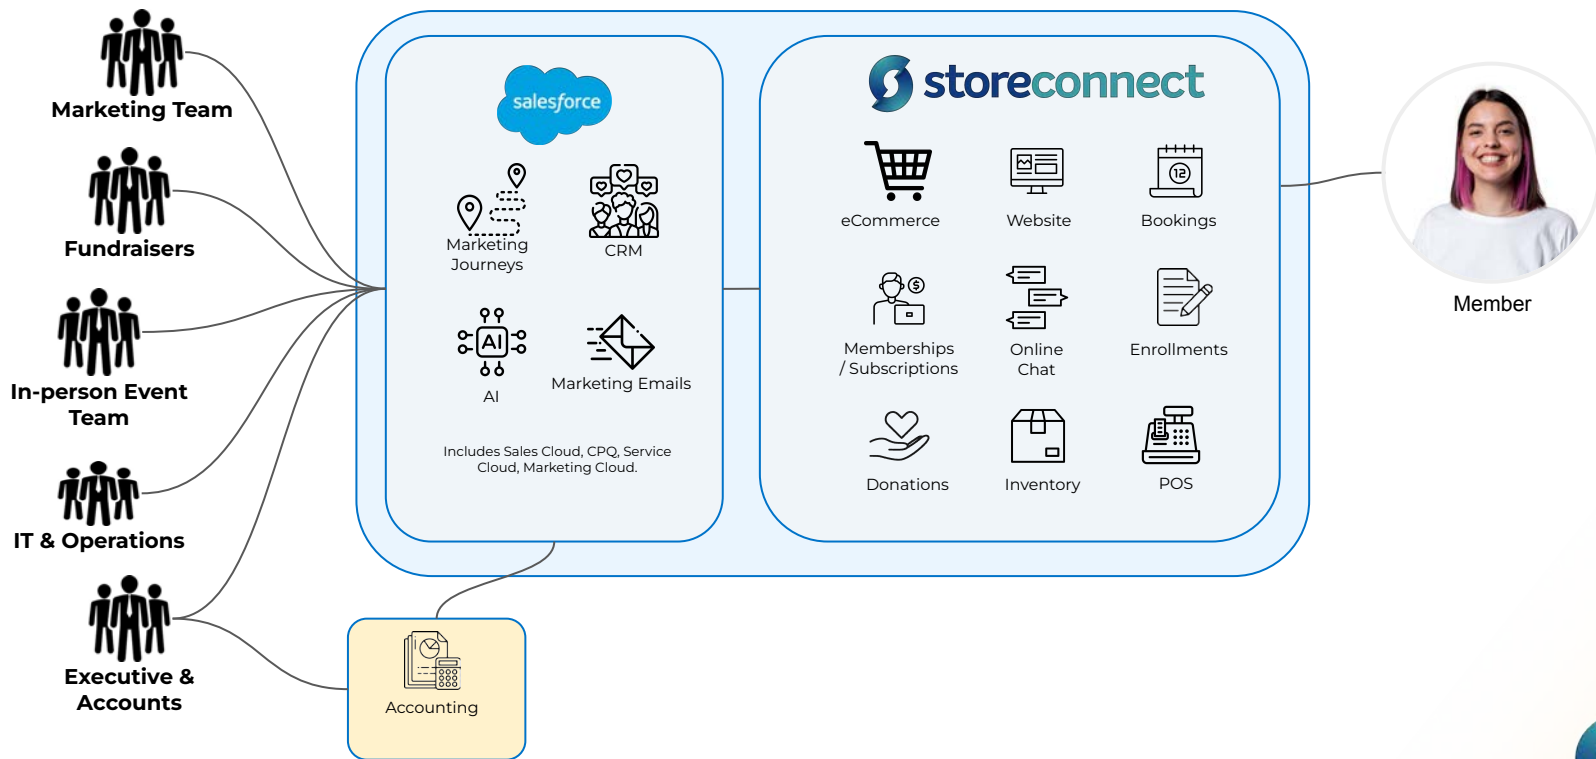 Marketing Team
Fundraisers
In-person Event
Team
IT & Operations
Executive &
Accounts
salesforce
Marketing
Journeys
CRM
AI
AI
Marketing Emails
Includes Sales Cloud, CPQ, Service
Cloud, Marketing Cloud.
Accounting
storeconnect
eCommerce
Website
12
Bookings
$
Memberships
/ Subscriptions
Online
Chat
Enrollments
Donations
Inventory
POS
Member